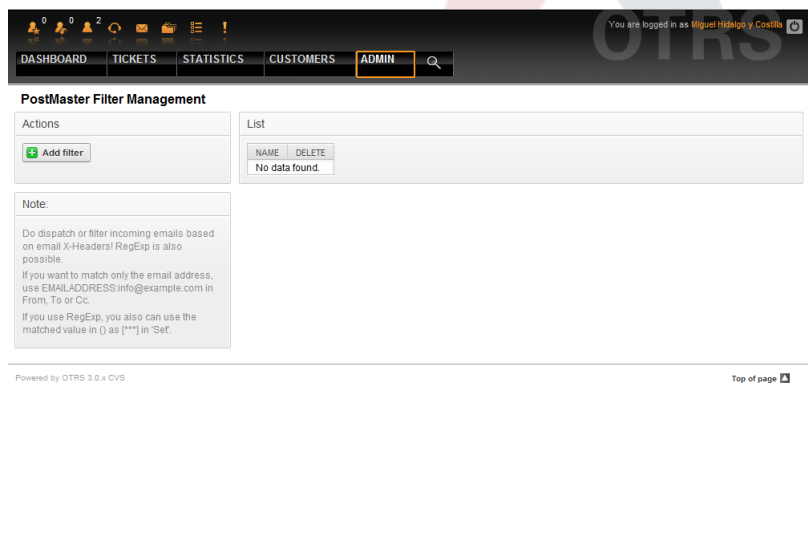 0 0 2
You are logged in as Miguel Hidalgo y Costilla
OTRS
DASHBOARD TICKETS STATISTICS CUSTOMERS ADMIN
PostMaster Filter Management
Actions
Add filter
List
NAME DELETE
No data found.
Note:
Do dispatch or filter incoming emails based
on email X-Headers! RegExp is also
possible.
If you want to match only the email address,
use EMAILADDRESS:info@example.com in
From, To or Cc.
If you use RegExp, you also can use the
matched value in () as [***] in 'Set'.
Powered by OTRS 3.0.x CVS
Top of page